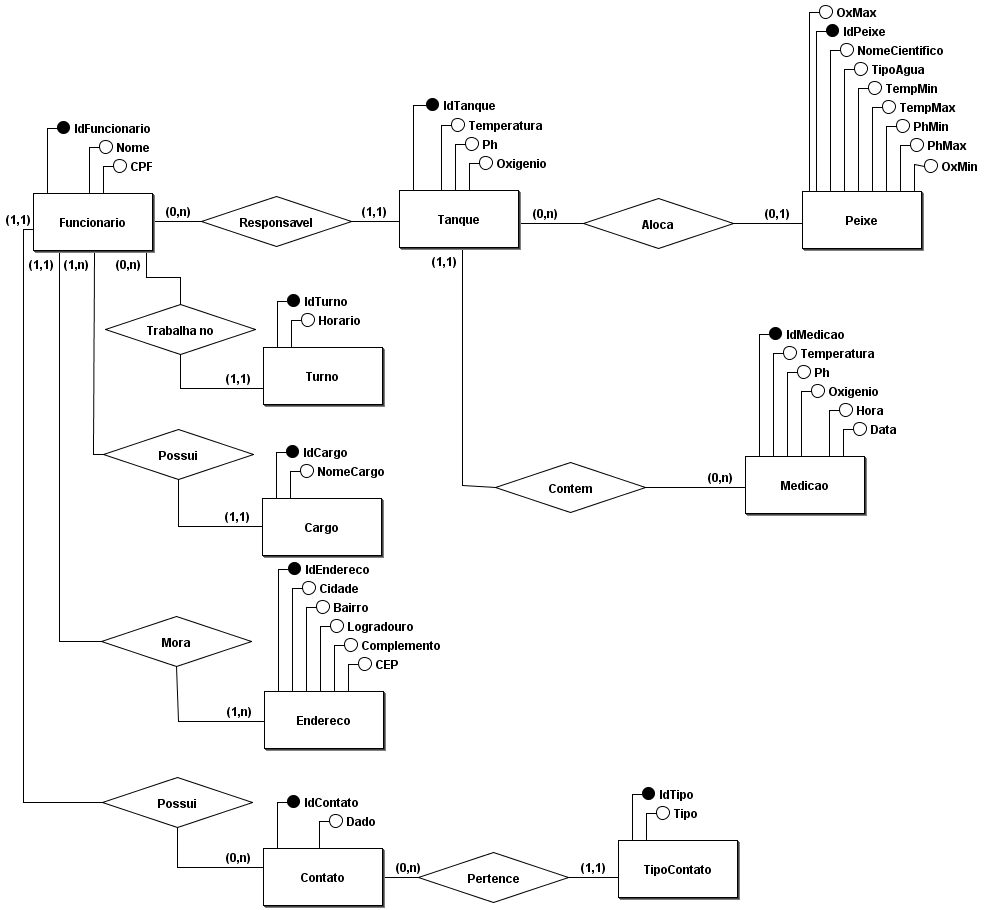 OxMax
IdPeixe
NomeCientifico
TipoAgua
TempMin
TempMax
PhMin
PhMax
OxMin
IdTanque
Temperatura
Ph
Oxigenio
IdFuncionario
Nome
CPF
(1,1) Funcionario (0,n) Responsavel (1,1) Tanque (0,n) Aloca (0,1) Peixe
(1,1) (1,n) (0,n)
(1,1)
Trabalha no
IdTurno
Horario
(1,1) Turno
IdMedicao
Temperatura
Ph
Oxigenio
Hora
Data
Possui
IdCargo
NomeCargo
(1,1) Cargo
Contem (0,n) Medicao
IdEndereco
Cidade
Bairro
Logradouro
Complemento
CEP
Mora
(1,n) Endereco
Possui
IdContato
Dado
IdTipo
Tipo
(0,n) Contato (0,n) Pertence (1,1) TipoContato